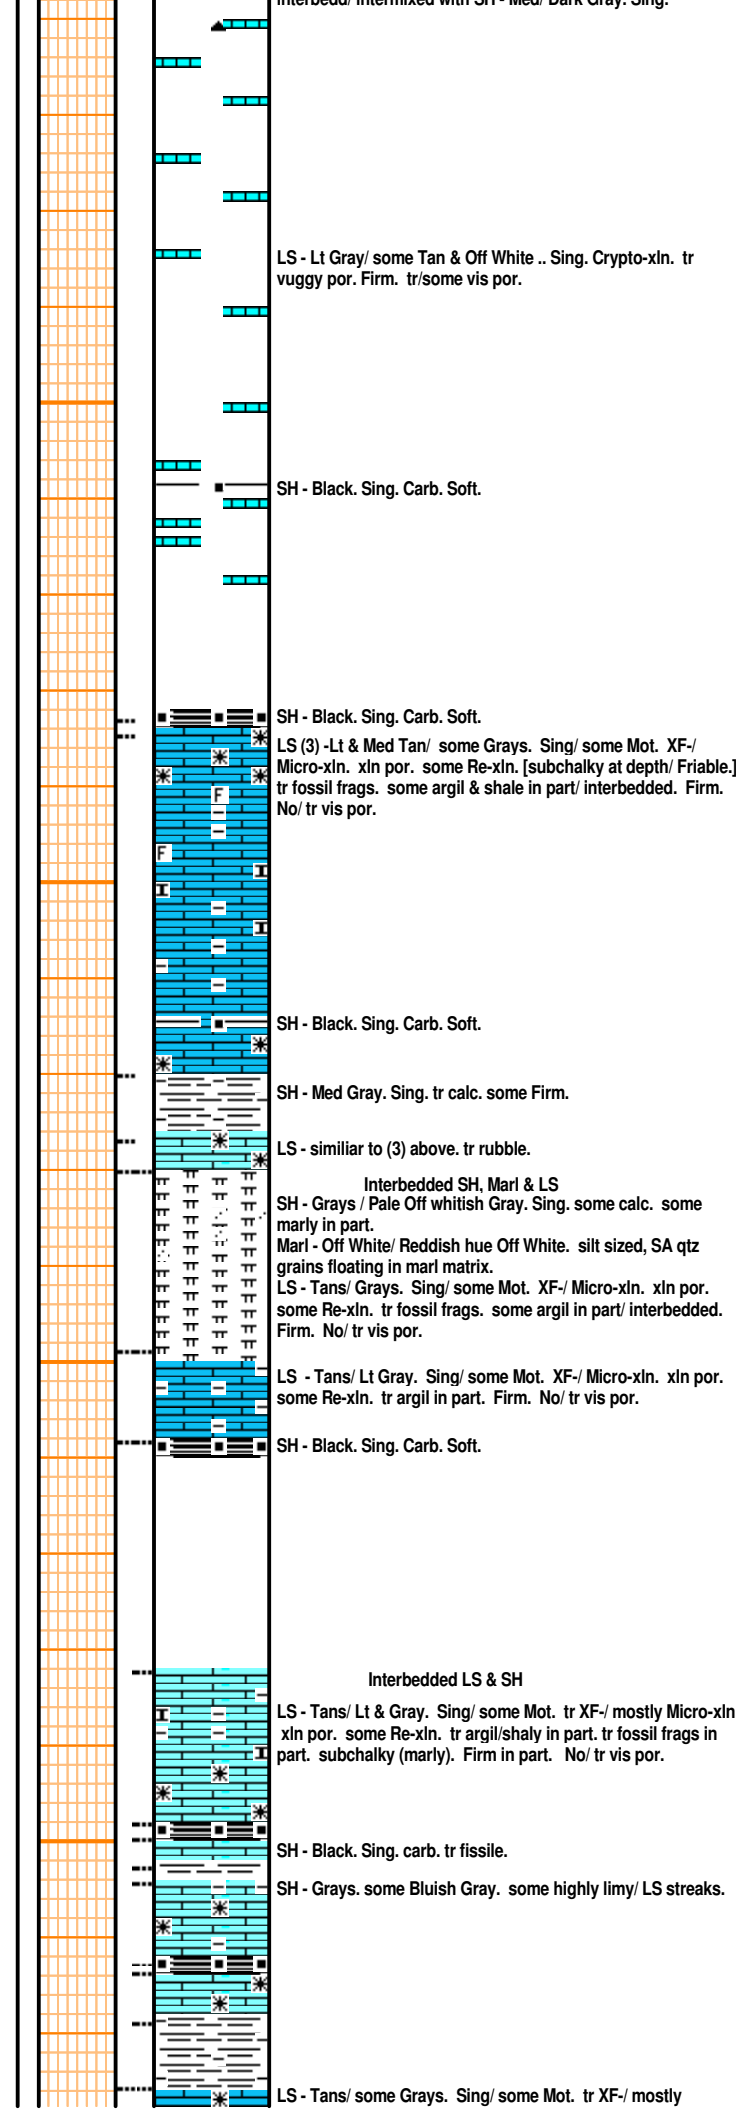 interbedd/ intermixed with SH - Med/ Dark Gray. Sing.
LS - Lt Gray/ some Tan & Off White .. Sing. Crypto-xln. tr
vuggy por. Firm. tr/some vis por.
SH - Black. Sing. Carb. Soft.
SH - Black. Sing. Carb. Soft.
LS (3) -Lt & Med Tan/ some Grays. Sing/ some Mot. XF-/
Micro-xln. xln por. some Re-xln. [subchalky at depth/ Friable.]
tr fossil frags. some argil & shale in part/ interbedded. Firm.
No/ tr vis por.
F
F
SH - Black. Sing. Carb. Soft.
SH - Med Gray. Sing. tr calc. some Firm.
LS - similiar to (3) above. tr rubble.
Interbedded SH, Marl & LS
SH - Grays / Pale Off whitish Gray. Sing. some calc. some
marly in part.
Marl - Off White/ Reddish hue Off White. silt sized, SA qtz
grains floating in marl matrix.
LS - Tans/ Grays. Sing/ some Mot. XF-/ Micro-xln. xln por.
some Re-xln. tr fossil frags. some argil in part/ interbedded.
Firm. No/ tr vis por.
LS - Tans/ Lt Gray. Sing/ some Mot. XF-/ Micro-xln. xln por.
some Re-xln. tr argil in part. Firm. No/ tr vis por.
SH - Black. Sing. Carb. Soft.
Interbedded LS & SH
LS - Tans/ Lt & Gray. Sing/ some Mot. tr XF-/ mostly Micro-xln
xln por. some Re-xln. tr argil/shaly in part. tr fossil frags in
part. subchalky (marly). Firm in part. No/ tr vis por.
SH - Black. Sing. carb. tr fissile.
SH - Grays. some Bluish Gray. some highly limy/ LS streaks.
LS - Tans/ some Grays. Sing/ some Mot. tr XF-/ mostly